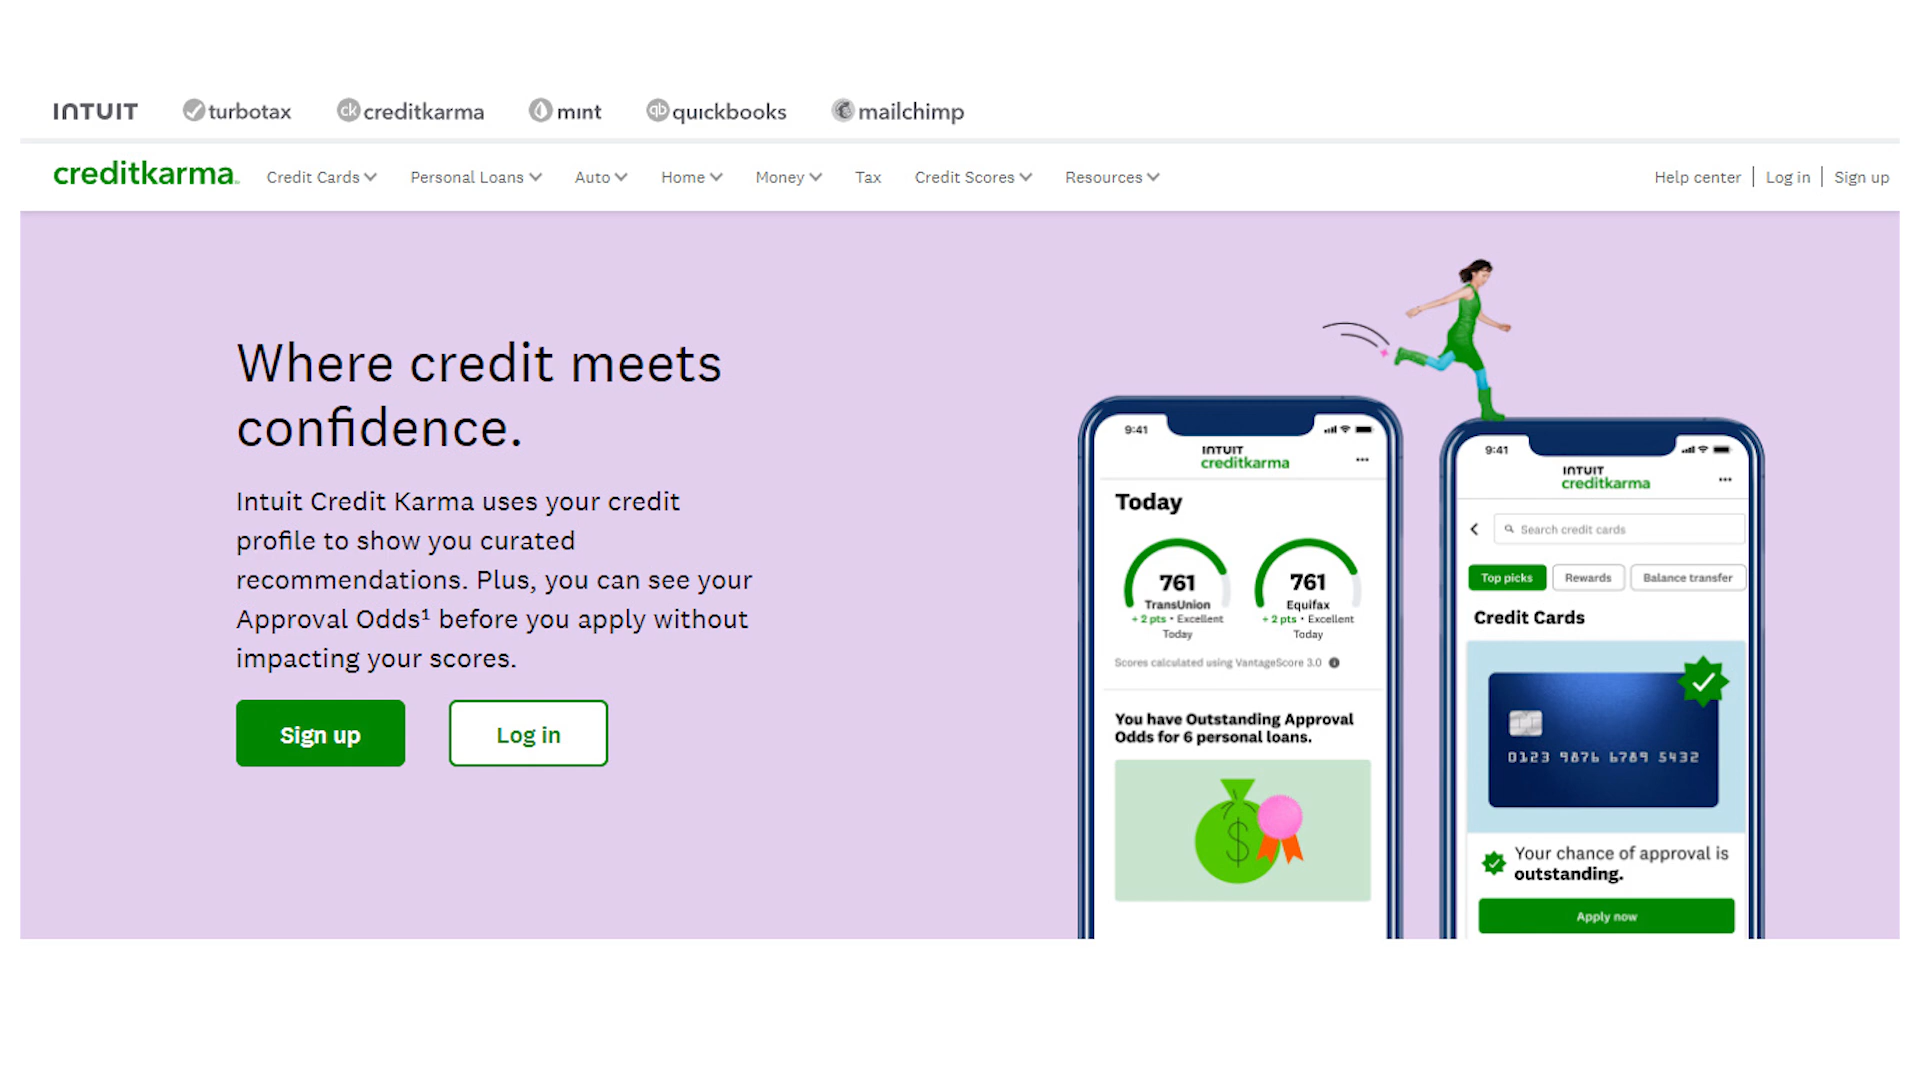 INTUIT turbotax ck creditkarma mint qb quickbooks mailchimp
creditkarma Credit Cards Personal Loans Auto Home Money Tax Credit Scores Resources Help center Log in Sign up
Where credit meets
confidence.
Intuit Credit Karma uses your credit
profile to show you curated
recommendations. Plus, you can see your
Approval Odds¹ before you apply without
impacting your scores.
Sign up Log in
9:41
INTUIT
creditkarma
Today
761 761
TransUnion Equifax
+ 2 pts • Excellent + 2 pts • Excellent
Today Today
Scores calculated using VantageScore 3.0
You have Outstanding Approval
Odds for 6 personal loans.
$
9:41
INTUIT
creditkarma
Search credit cards
Top picks Rewards Balance transfer
Credit Cards
0123 9876 6789 5432
Your chance of approval is
outstanding.
Apply now